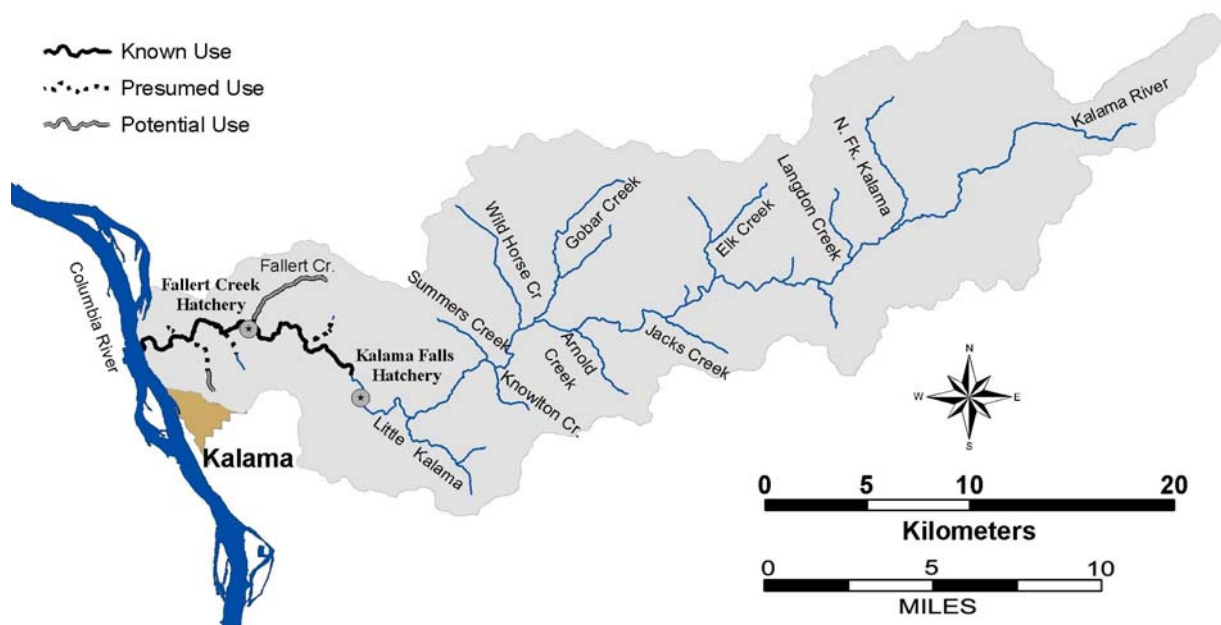 Known Use
Presumed Use
Potential Use
Kalama River
N. Fk. Kalama
Langdon Creek
Elk Creek
Gobar Creek
Wild Horse Cr
Summers Creek
Fallert Cr.
Fallert Creek
Hatchery
Columbia River
Kalama Falls
Hatchery
Arnold
Creek
Jacks Creek
Knowlton Cr.
Little Kalama
Kalama
N
W
E
S
0 5 10 20
Kilometers
0 5 10
MILES